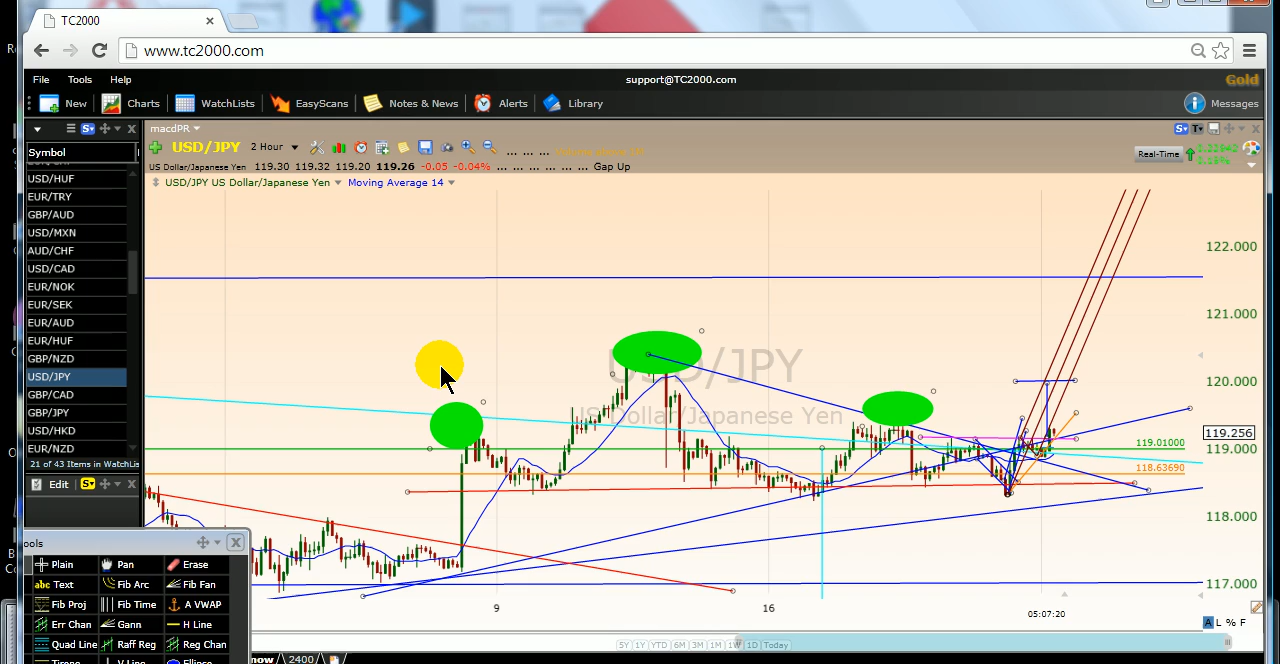 TC2000
www.tc2000.com
File Tools Help support@TC2000.com Gold
New Charts WatchLists EasyScans Notes & News Alerts Library Messages
macdPR
Symbol
USD/JPY 2 Hour
Real-Time
US Dollar/Japanese Yen 119.30 119.32 119.20 119.26 -0.05 -0.04% ... ... ... ... ... ... Gap Up
USD/JPY US Dollar/Japanese Yen Moving Average 14
USD/HUF
EUR/TRY
GBP/AUD
USD/MXN
AUD/CHF
USD/CAD
EUR/NOK
EUR/SEK
EUR/AUD
EUR/HUF
GBP/NZD
USD/JPY
GBP/CAD
GBP/JPY
USD/HKD
EUR/NZD
21 of 43 Items in WatchLis
Edit
USD/JPY
US Dollar/Japanese Yen
122.000
121.000
120.000
119.256
119.01000
119.000
118.63690
118.000
117.000
9 16 05:07:20
A L % F
ools
Plain Pan Erase
Text Fib Arc Fib Fan
Fib Proj Fib Time A VWAP
Err Chan Gann H Line
Quad Line Raff Reg Reg Chan
V Line Ellipse
5Y 1Y YTD 6M 3M 1M 1W 1D Today
now 2400